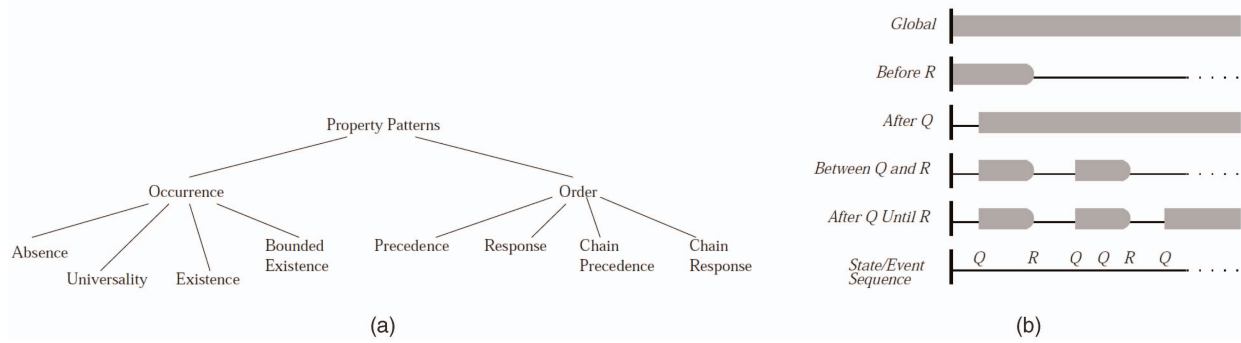 Property Patterns
Occurrence
Order
Absence
Universality
Existence
Bounded
Existence
Precedence
Response
Chain
Precedence
Chain
Response
(a)
Global
Before R
After Q
Between Q and R
After Q Until R
State/Event
Sequence
Q R Q Q R Q
(b)